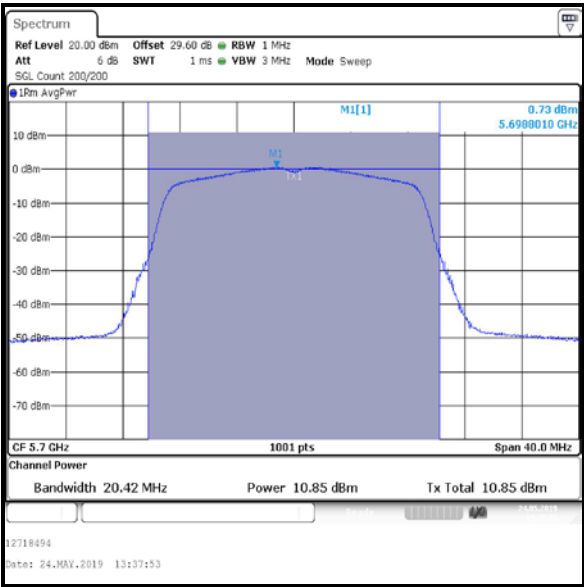 Spectrum
Ref Level 20.00 dBm Offset 29.60 dB RBW 1 MHz
Att 6 dB SWT 1 ms VBW 3 MHz Mode Sweep
SGL Count 200/200
1Rm AvgPwr
M1[1] 0.73 dBm
5.6988010 GHz
10 dBm
M1
0 dBm
TX1
-10 dBm
-20 dBm
-30 dBm
-40 dBm
-50 dBm
-60 dBm
-70 dBm
CF 5.7 GHz 1001 pts Span 40.0 MHz
Channel Power
Bandwidth 20.42 MHz Power 10.85 dBm Tx Total 10.85 dBm
Ready 24.05.2019
12718494
Date: 24.MAY.2019 13:37:53